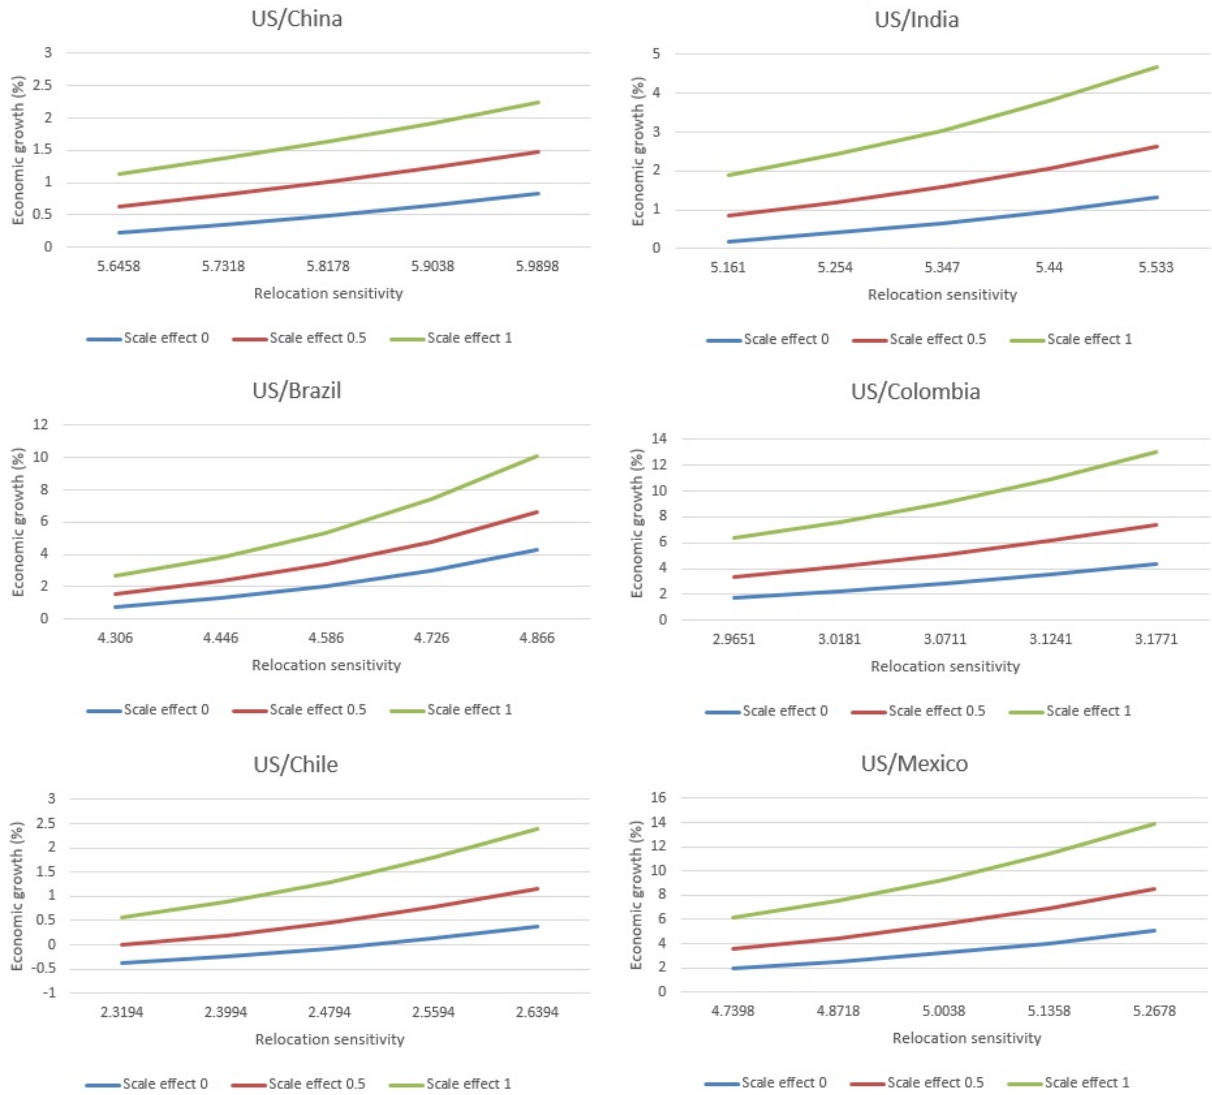 US/China
Economic growth (%)
3
2.5
2
1.5
1
0.5
0
5.6458 5.7318 5.8178 5.9038 5.9898
Relocation sensitivity
Scale effect 0 Scale effect 0.5 Scale effect 1
US/India
Economic growth (%)
5
4
3
2
1
0
5.161 5.254 5.347 5.44 5.533
Relocation sensitivity
Scale effect 0 Scale effect 0.5 Scale effect 1
US/Brazil
Economic growth (%)
12
10
8
6
4
2
0
4.306 4.446 4.586 4.726 4.866
Relocation sensitivity
Scale effect 0 Scale effect 0.5 Scale effect 1
US/Colombia
Economic growth (%)
14
12
10
8
6
4
2
0
2.9651 3.0181 3.0711 3.1241 3.1771
Relocation sensitivity
Scale effect 0 Scale effect 0.5 Scale effect 1
US/Chile
Economic growth (%)
3
2.5
2
1.5
1
0.5
0
-0.5
-1
2.3194 2.3994 2.4794 2.5594 2.6394
Relocation sensitivity
Scale effect 0 Scale effect 0.5 Scale effect 1
US/Mexico
Economic growth (%)
16
14
12
10
8
6
4
2
0
4.7398 4.8718 5.0038 5.1358 5.2678
Relocation sensitivity
Scale effect 0 Scale effect 0.5 Scale effect 1